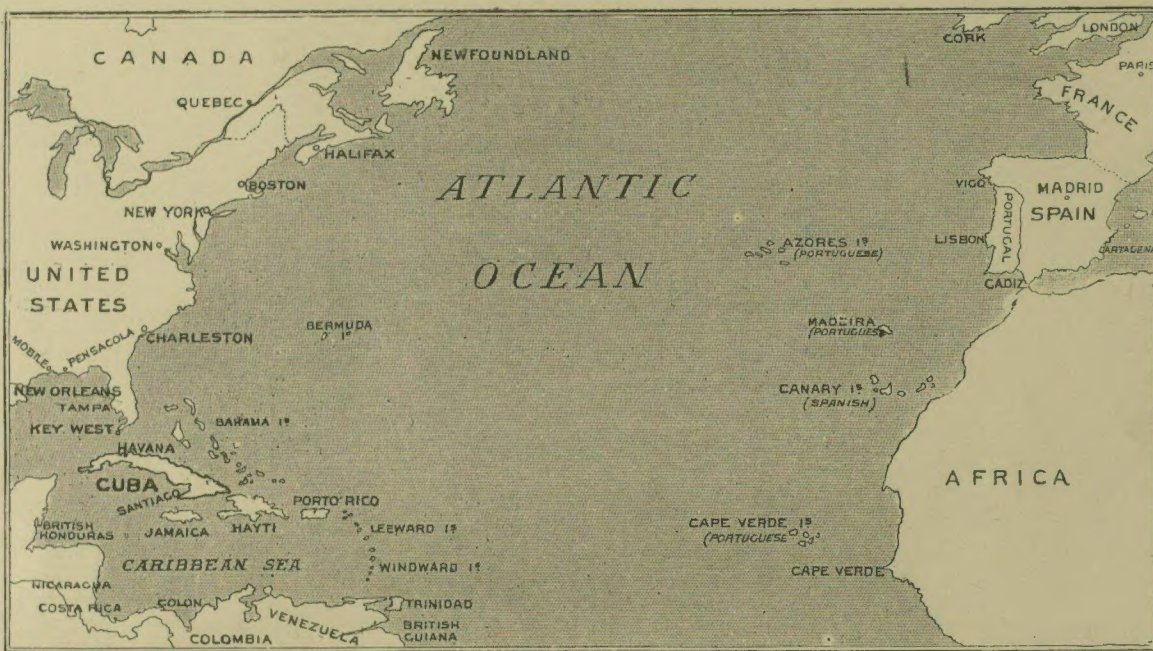 CANADA
NEWFOUNDLAND
QUEBEC
HALIFAX
BOSTON
NEW YORK
WASHINGTON
UNITED
STATES
CHARLESTON
PENSACOLA
MOBILE
NEW ORLEANS
TAMPA
KEY WEST
HAVANA
CUBA
SANTIAGO
BAHAMA Is
BERMUDA
Is
ATLANTIC
OCEAN
PORTO RICO
JAMAICA
HAYTI
LEEWARD Is
WINDWARD Is
CARIBBEAN SEA
BRITISH
HONDURAS
NICARAGUA
COSTA RICA
COLON
COLOMBIA
VENEZUELA
TRINIDAD
BRITISH
GUIANA
CORK
LONDON
PARIS
FRANCE
VIGO
MADRID
SPAIN
PORTUGAL
LISBON
CARTAGENA
CADIZ
AZORES Is
(PORTUGUESE)
MADEIRA
(PORTUGUESE
CANARY Is
(SPANISH)
AFRICA
CAPE VERDE Is
(PORTUGUESE
CAPE VERDE